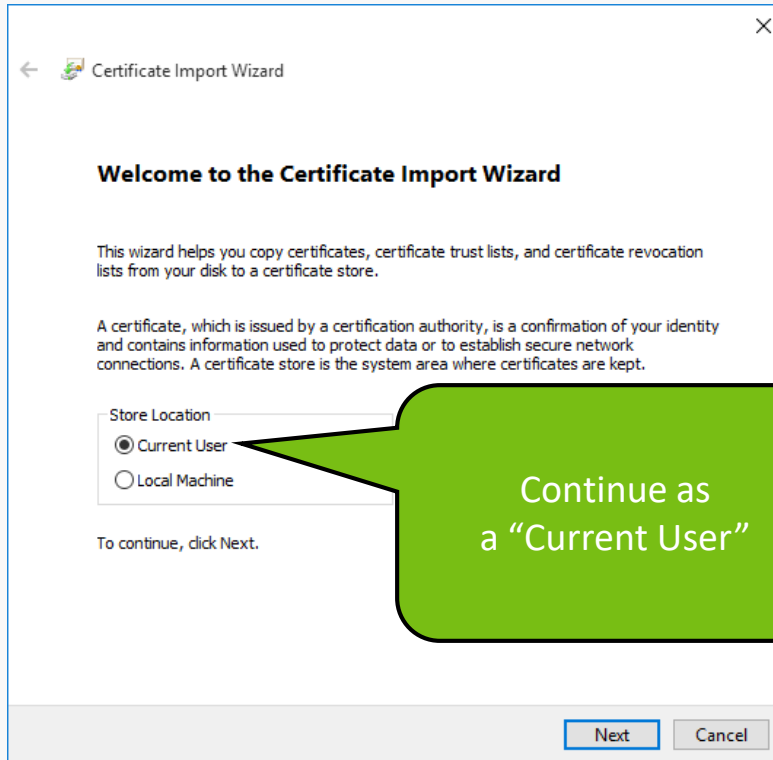 Certificate Import Wizard
Welcome to the Certificate Import Wizard
This wizard helps you copy certificates, certificate trust lists, and certificate revocation
lists from your disk to a certificate store.
A certificate, which is issued by a certification authority, is a confirmation of your identity
and contains information used to protect data or to establish secure network
connections. A certificate store is the system area where certificates are kept.
Store Location
Current User
Local Machine
Continue as
a “Current User”
To continue, click Next.
Next
Cancel